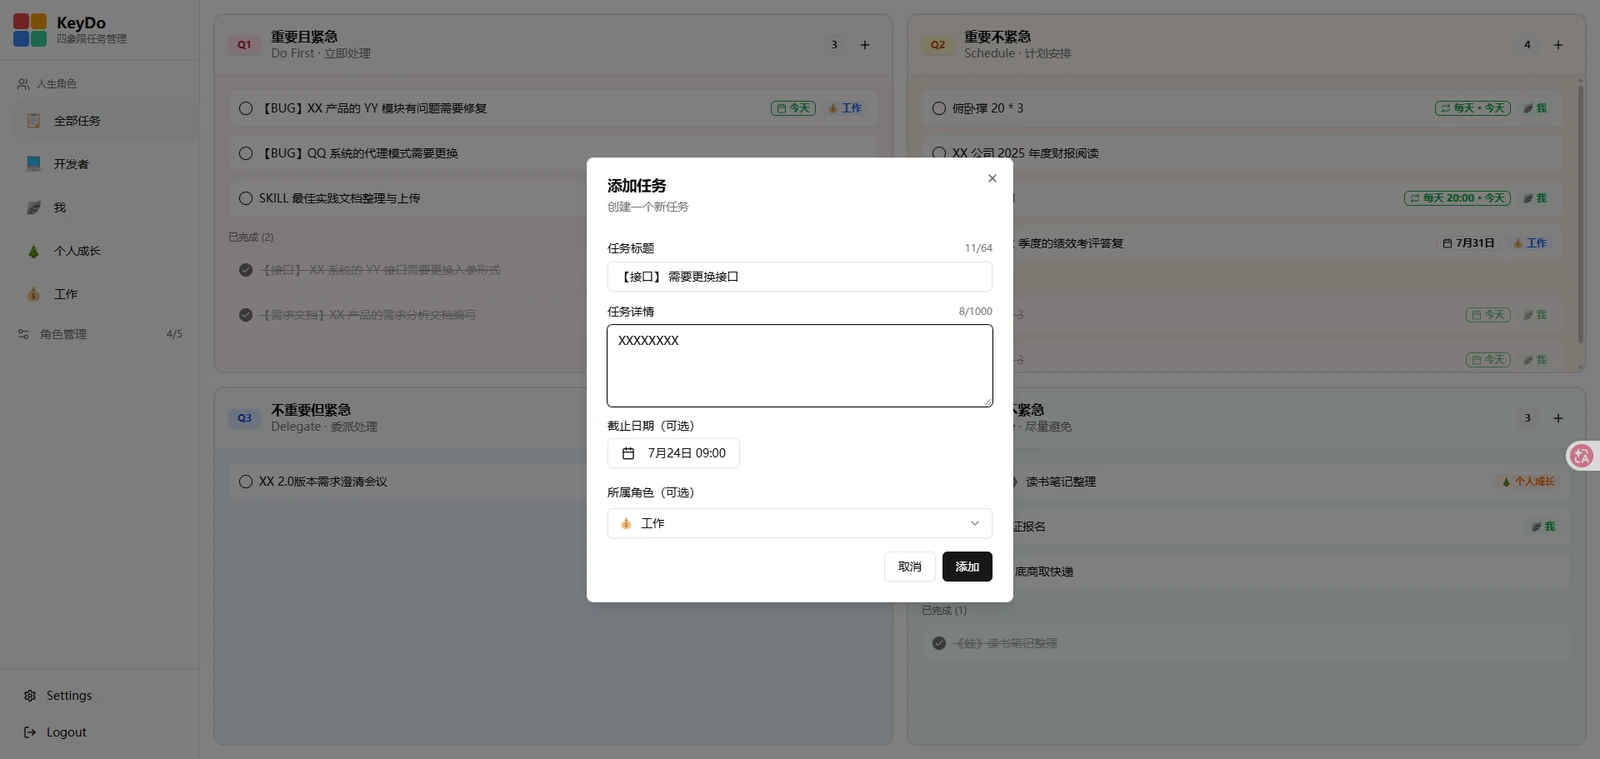 KeyDo
四象限任务管理
人生角色
全部任务
开发者
我
个人成长
工作
角色管理 4/5
Settings
Logout
Q1 重要且紧急 3
Do First · 立即处理
【BUG】XX 产品的 YY 模块有问题需要修复 今天 工作
【BUG】QQ 系统的代理模式需要更换
SKILL 最佳实践文档整理与上传
已完成 (2)
【接口】 XX 系统的 YY 接口需要更换入参形式
【需求文档】XX 产品的需求分析文档编写
Q2 重要不紧急 4
Schedule · 计划安排
俯卧撑 20 * 3 每天 · 今天 我
XX 公司 2025 年度财报阅读
每天 20:00 · 今天 我
季度的绩效考评答复 7月31日 工作
3 今天 我
3 今天 我
Q3 不重要但紧急
Delegate · 委派处理
XX 2.0版本需求澄清会议
不紧急 3
· 尽量避免
》 读书笔记整理 个人成长
证报名 我
底商取快递
已完成 (1)
《蛙》读书笔记整理
添加任务
创建一个新任务
任务标题 11/64
【接口】 需要更换接口
任务详情 8/1000
XXXXXXXX
截止日期（可选）
7月24日 09:00
所属角色（可选）
工作
取消 添加